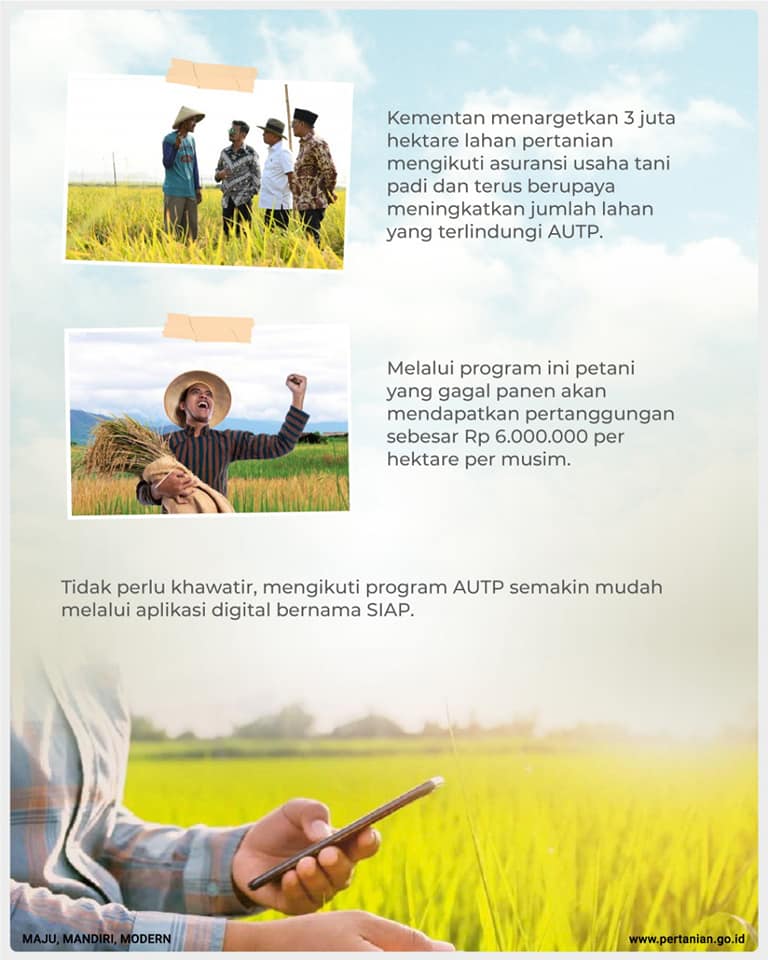 Kementan menargetkan 3 juta
hektare lahan pertanian
mengikuti asuransi usaha tani
padi dan terus berupaya
meningkatkan jumlah lahan
yang terlindungi AUTP.
Melalui program ini petani
yang gagal panen akan
mendapatkan pertanggungan
sebesar Rp 6.000.000 per
hektare per musim.
Tidak perlu khawatir, mengikuti program AUTP semakin mudah
melalui aplikasi digital bernama SIAP.
MAJU, MANDIRI, MODERN
www.pertanian.go.id